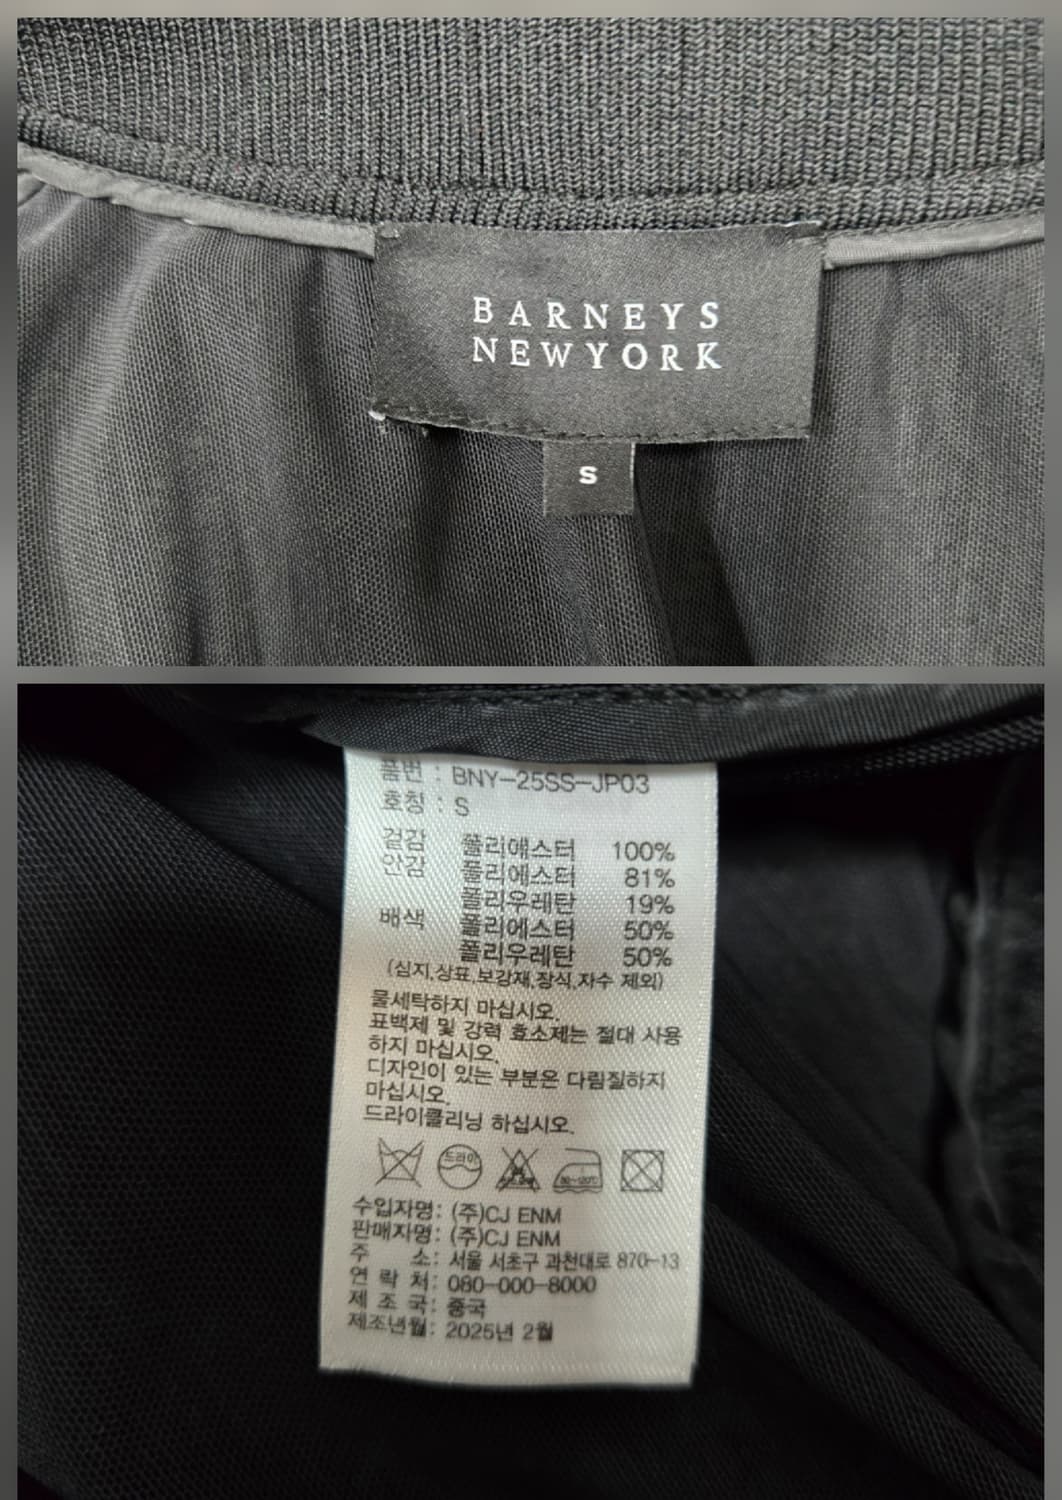 BARNEYS
NEWYORK
S
품번 : BNY-25SS-JP03
호칭 : S
겉감 폴리에스터 100%
안감 폴리에스터 81%
폴리우레탄 19%
배색 폴리에스터 50%
폴리우레탄 50%
(심지,상표,보강재,장식,자수 제외)
물세탁하지 마십시오.
표백제 및 강력 효소제는 절대 사용
하지 마십시오.
디자인이 있는 부분은 다림질하지
마십시오.
드라이클리닝 하십시오.
드라이
80~120℃
수입자명: (주)CJ ENM
판매자명: (주)CJ ENM
주 소: 서울 서초구 과천대로 870-13
연 락 처: 080-000-8000
제 조 국: 중국
제조년월: 2025년 2월